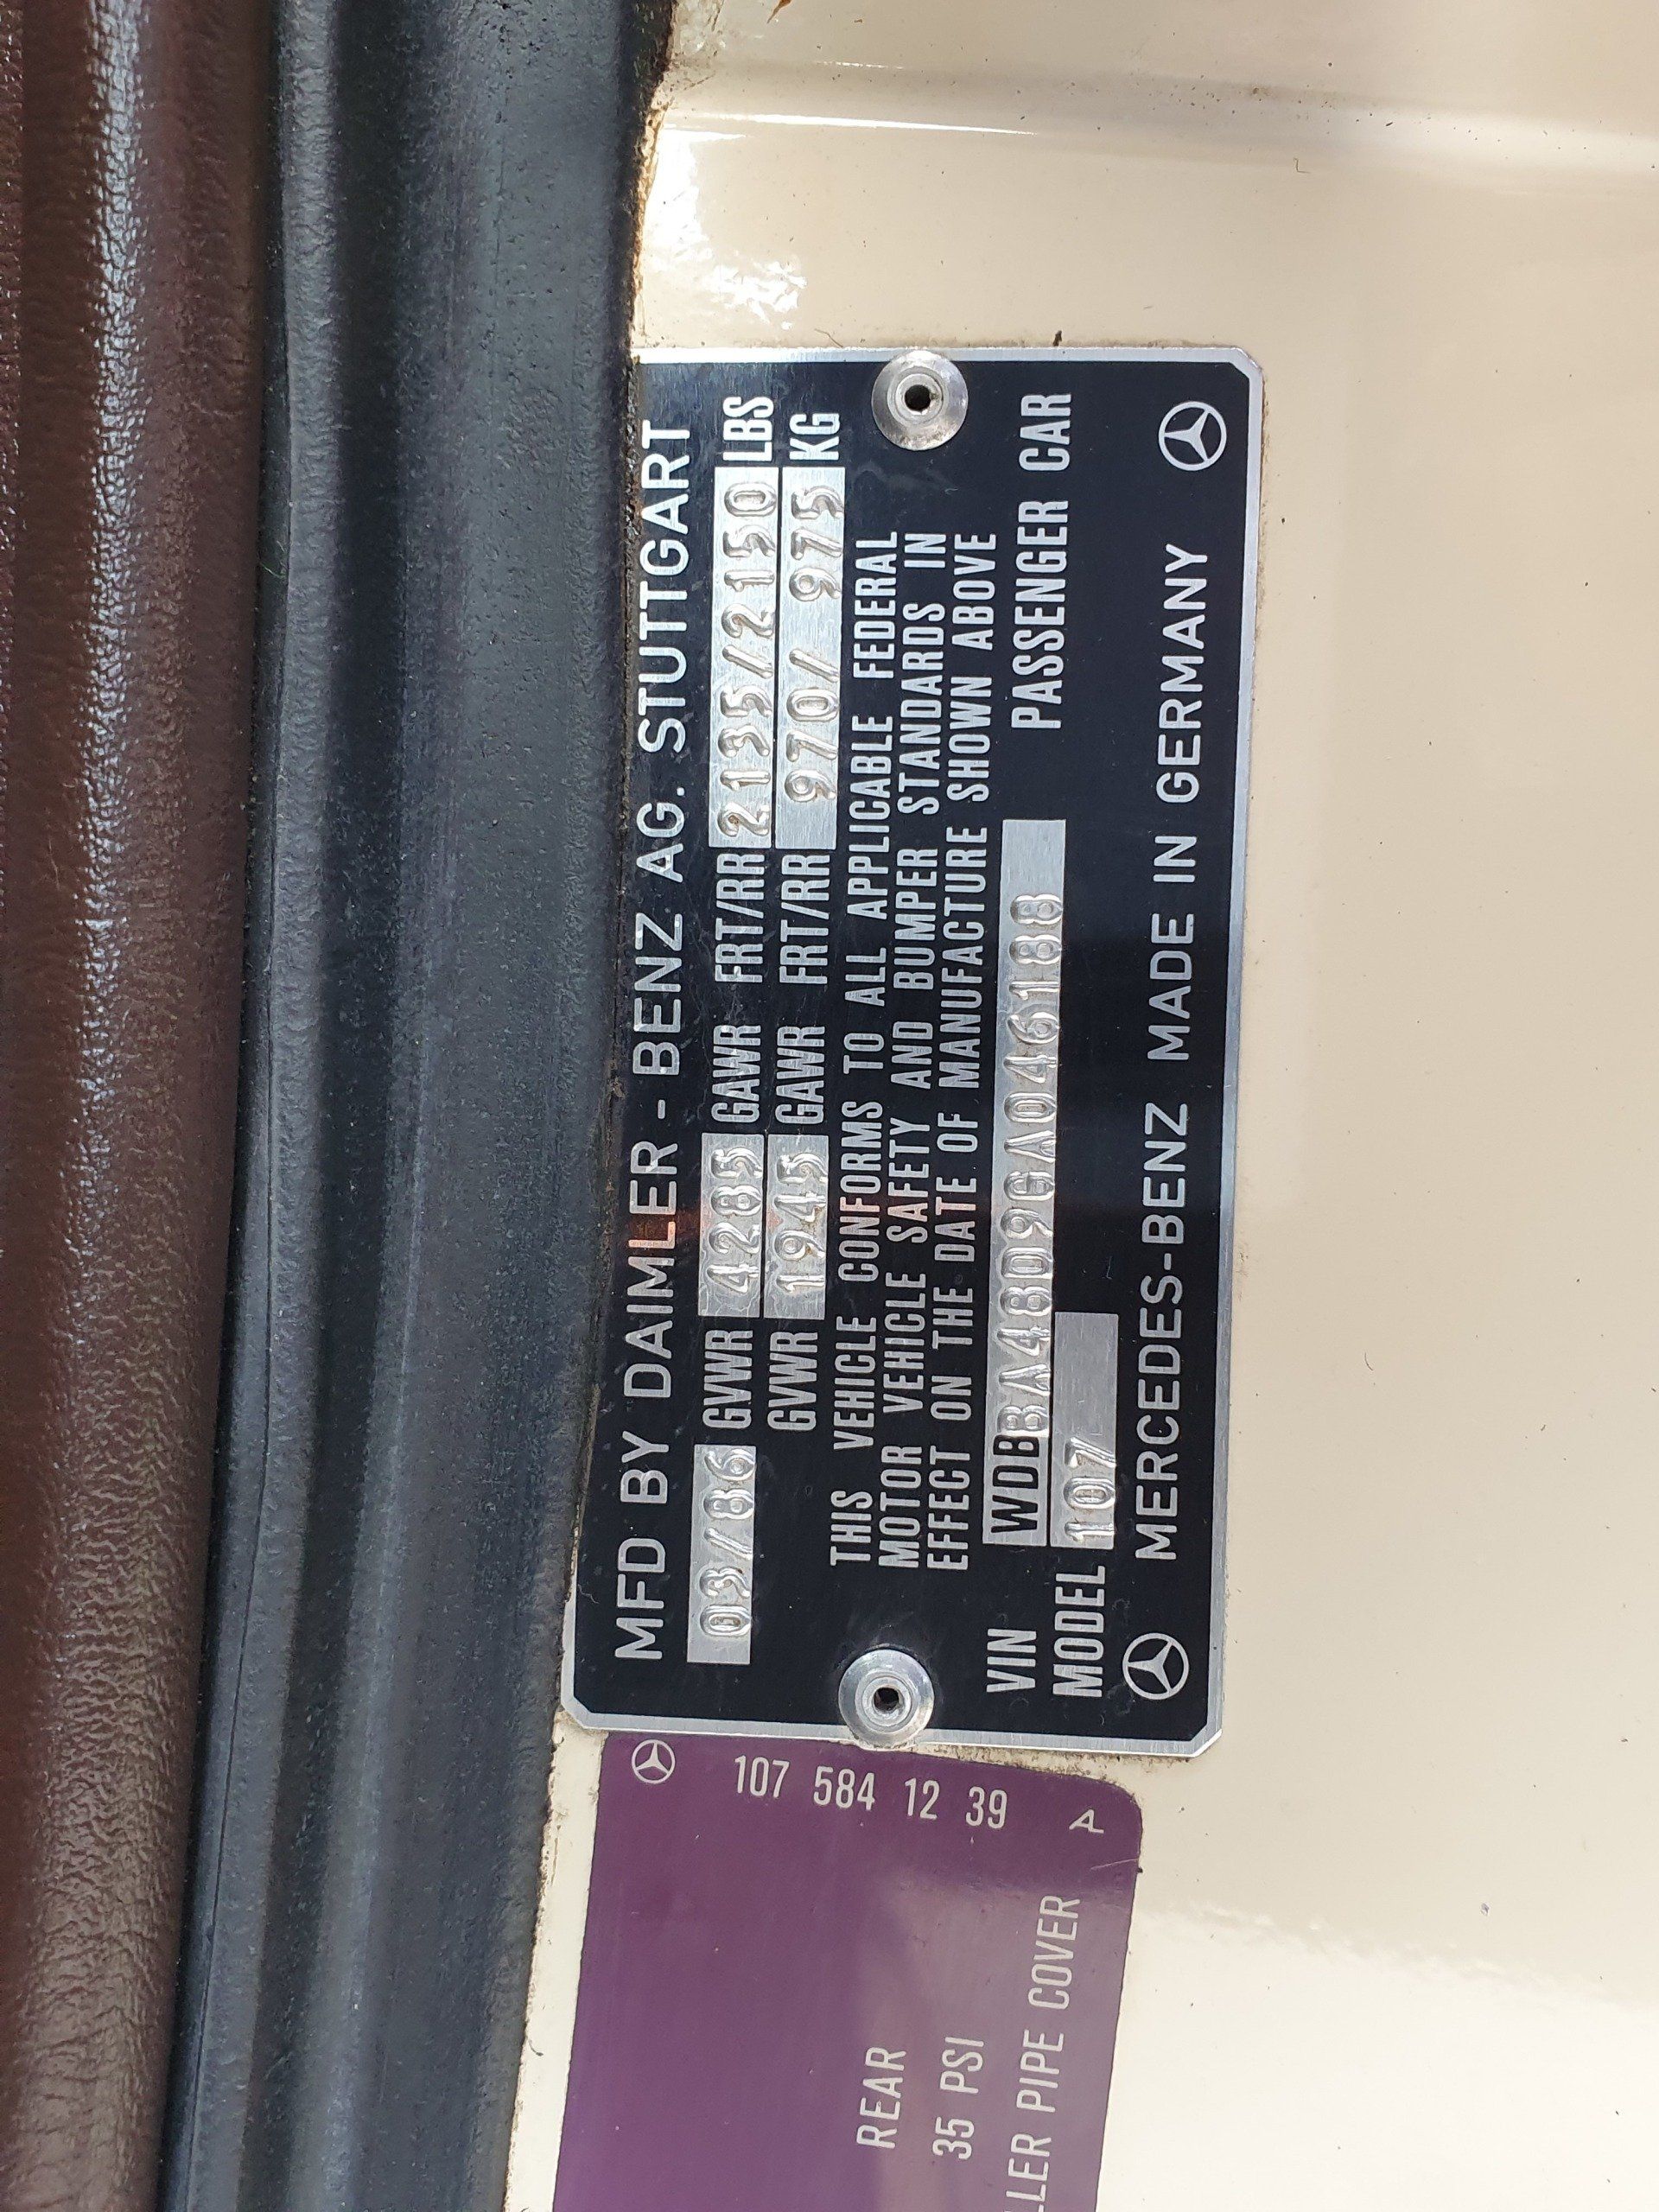 MFD BY DAIMLER - BENZ AG. STUTTGART
03/86 GVWR 4285 GAWR FRT/RR 2135/2150 LBS
GVWR 1945 GAWR FRT/RR 970/ 975 KG
THIS VEHICLE CONFORMS TO ALL APPLICABLE FEDERAL
MOTOR VEHICLE SAFETY AND BUMPER STANDARDS IN
EFFECT ON THE DATE OF MANUFACTURE SHOWN ABOVE
VIN WDBBA48D9GA046188 PASSENGER CAR
MODEL 107
MERCEDES-BENZ MADE IN GERMANY
107 584 12 39 A
REAR
35 PSI
PIPE COVER